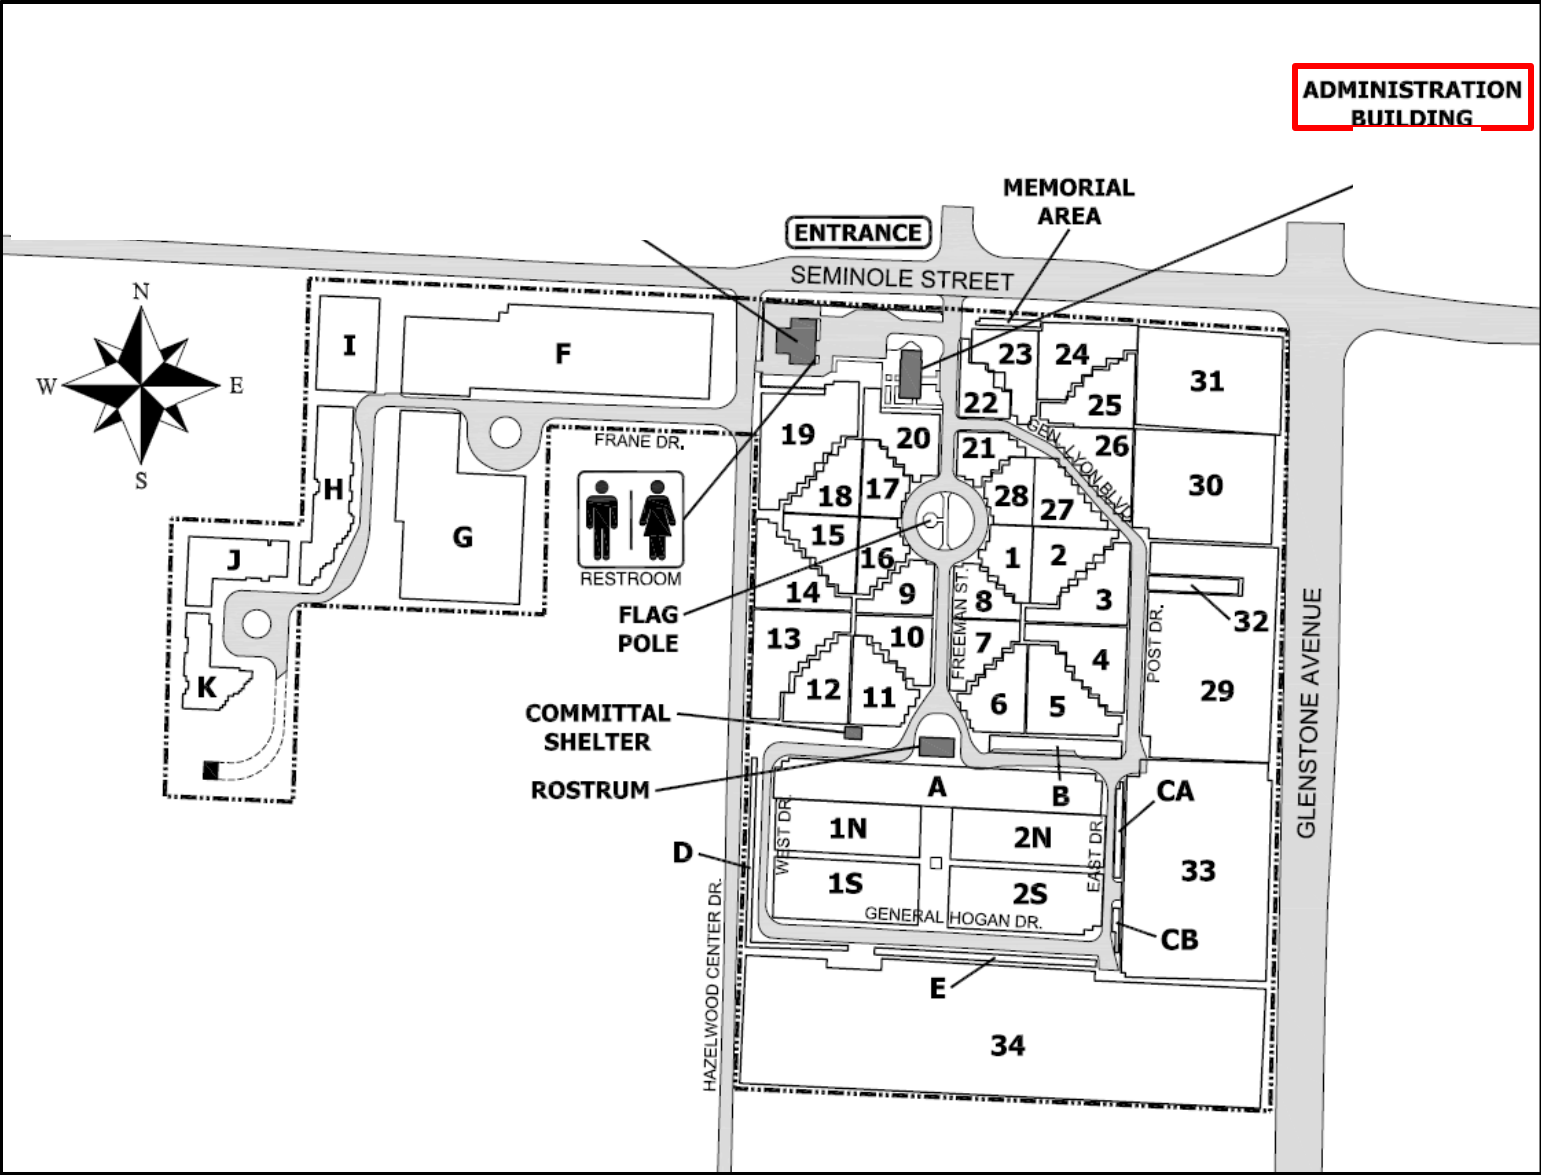 ADMINISTRATION
BUILDING
MEMORIAL
AREA
ENTRANCE
SEMINOLE STREET
N
W
E
S
I
F
23
24
31
22
25
19
20
GEN. LYON BLVD.
26
21
FRANE DR.
H
18
17
28
27
30
G
15
16
1
2
J
RESTROOM
14
9
8
3
FLAG
POLE
32
13
10
7
4
FREEMAN ST.
POST DR.
GLENSTONE AVENUE
K
12
11
6
5
29
COMMITTAL
SHELTER
ROSTRUM
A
B
CA
WEST DR.
1N
2N
EAST DR.
D
33
1S
2S
GENERAL HOGAN DR.
CB
HAZELWOOD CENTER DR.
E
34